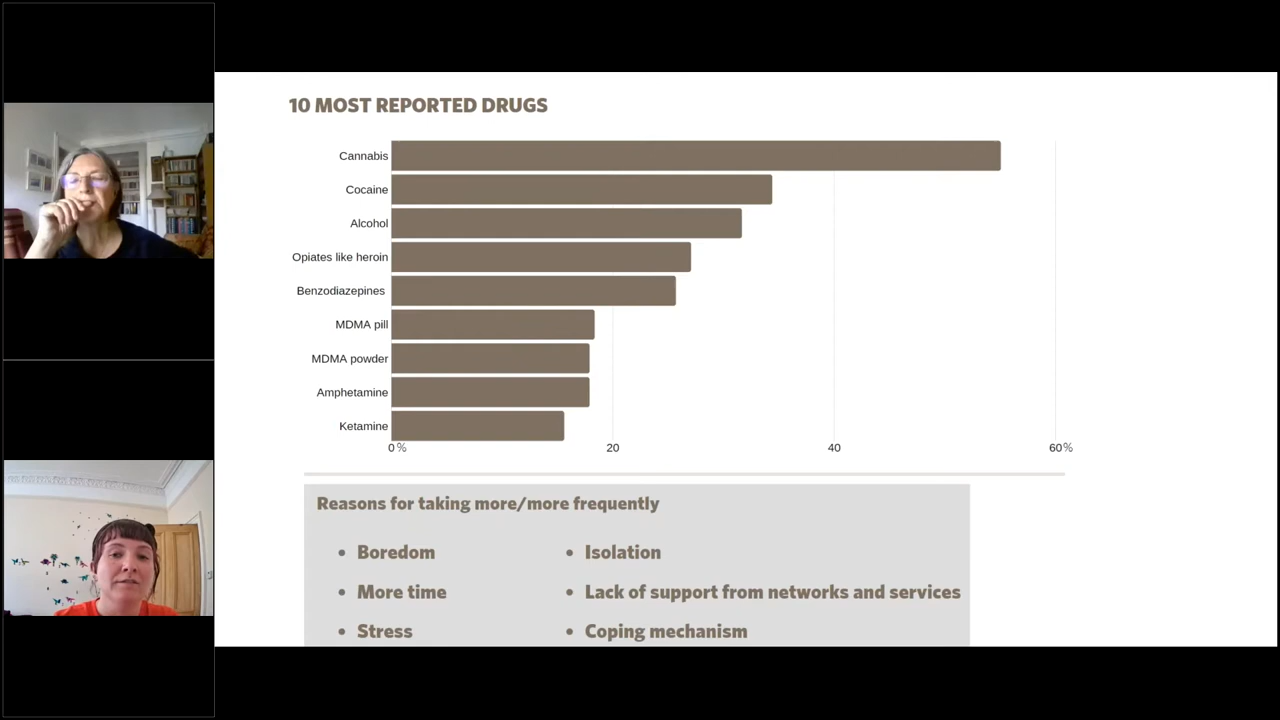 10 MOST REPORTED DRUGS
Cannabis
Cocaine
Alcohol
Opiates like heroin
Benzodiazepines
MDMA pill
MDMA powder
Amphetamine
Ketamine
0% 20 40 60%
Reasons for taking more/more frequently
• Boredom
• Isolation
• More time
• Lack of support from networks and services
• Stress
• Coping mechanism